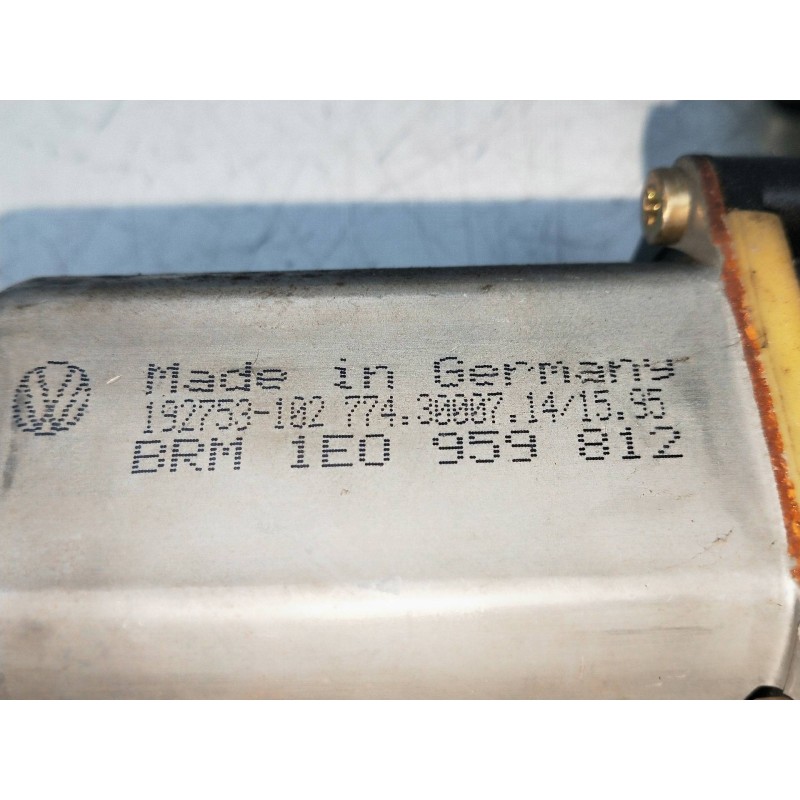 Made in Germany
192753-102 774.30007.14/15.95
BRM 1E0 959 812